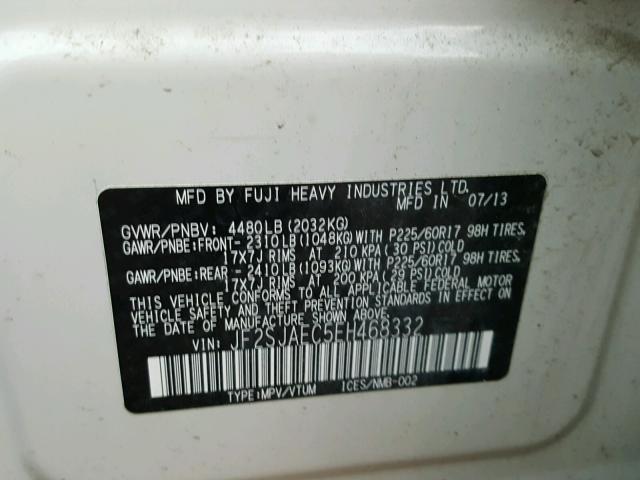 MFD BY FUJI HEAVY INDUSTRIES LTD.
MFD IN 07/13
GVWR/PNBV: 4480LB (2032KG)
GAWR/PNBE:FRONT- 2310LB (1048KG)WITH P225/60R17 98H TIRES.
17X7J RIMS AT 210 KPA (30 PSI)COLD
GAWR/PNBE:REAR - 2410LB (1093KG)WITH P225/60R17 98H TIRES.
17X7J RIMS AT 200 KPA (29 PSI)COLD
THIS VEHICLE CONFORMS TO ALL APPLICABLE FEDERAL MOTOR
VEHICLE SAFETY AND THEFT PREVENTION STANDARDS IN EFFECT
ON THE DATE OF MANUFACTURE SHOWN ABOVE.
VIN: JF2SJAEC5EH468332
TYPE:MPV/VTUM ICES/NMB-002